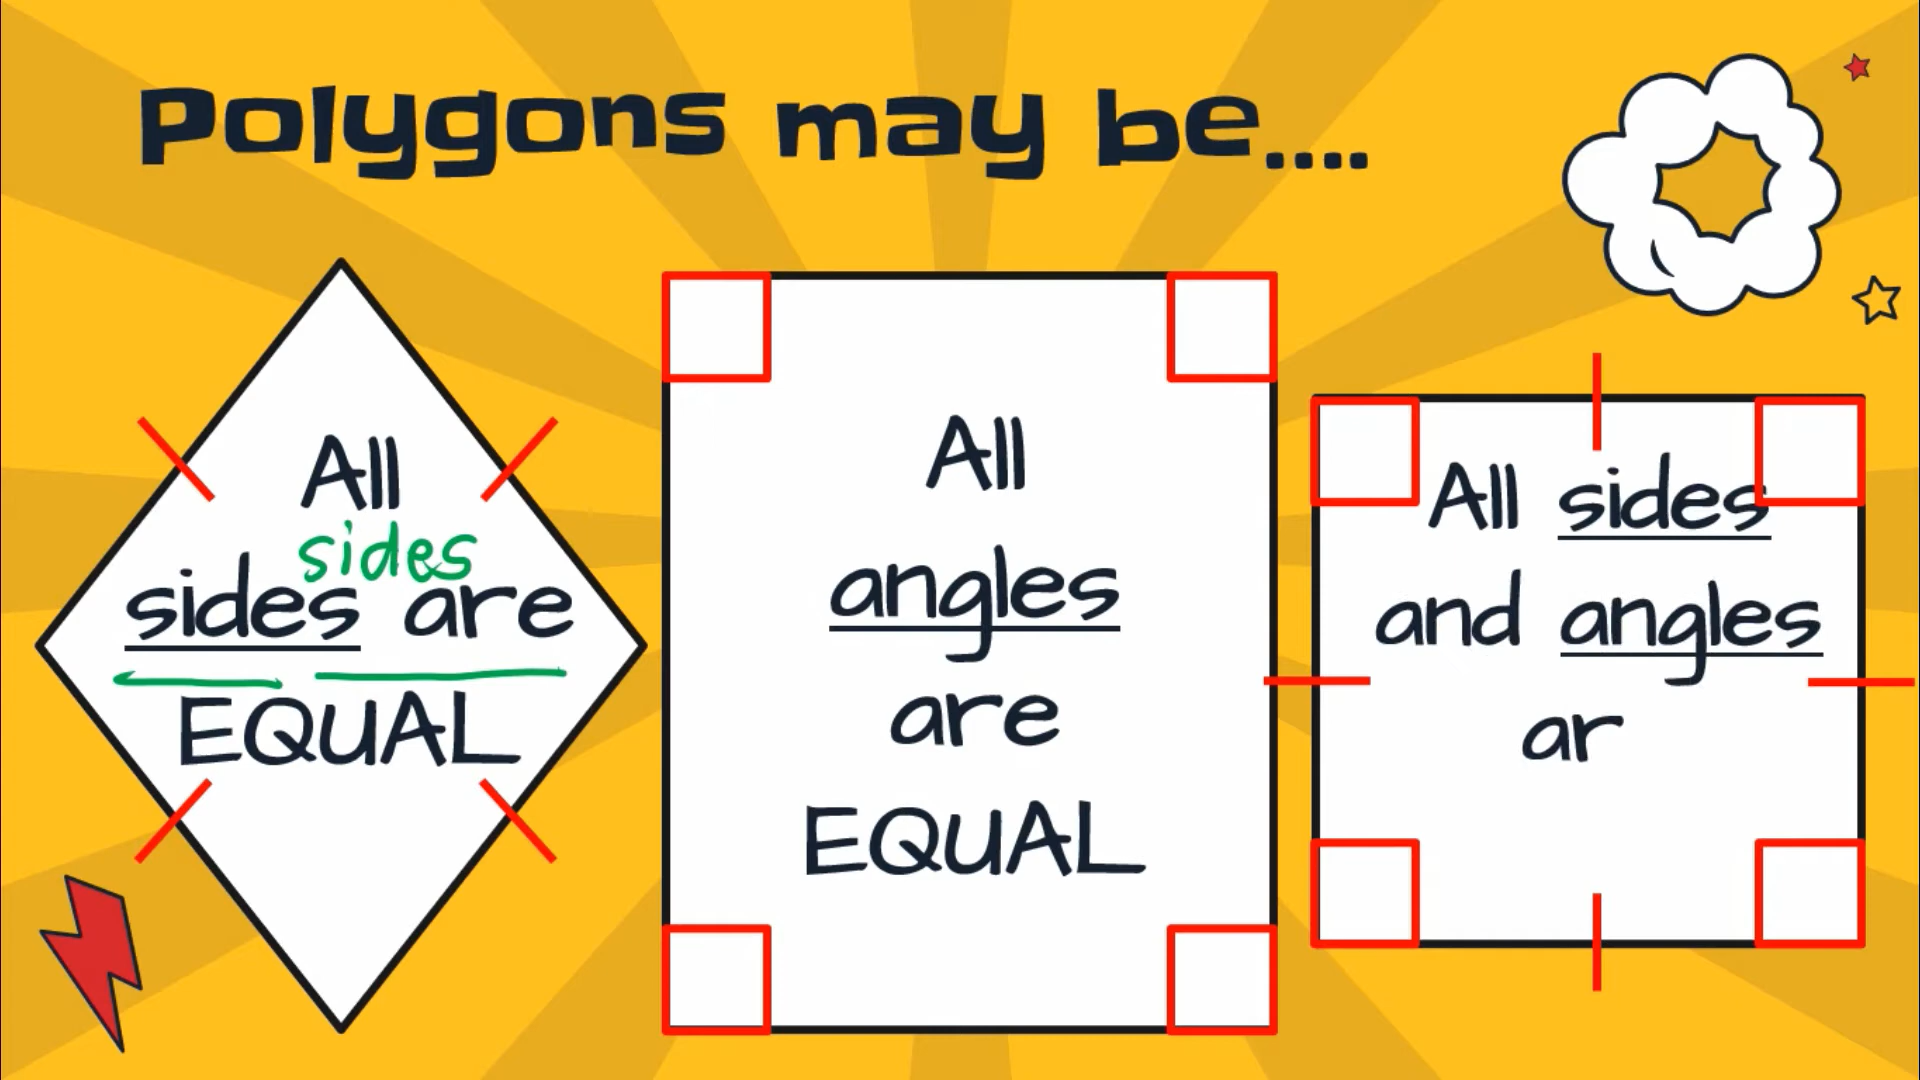 Polygons may be....
All
sides
sides are
EQUAL
All
angles
are
EQUAL
All sides
and angles
ar